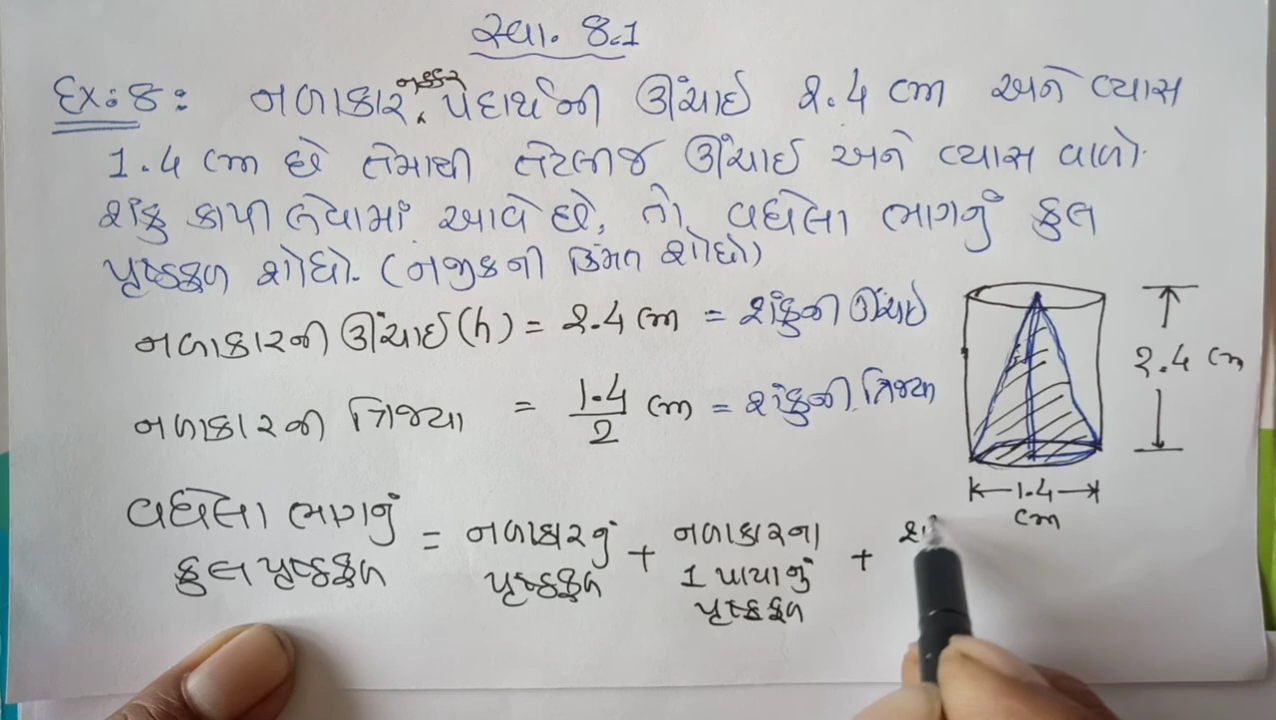 સ્વા. 8.1
Ex:8: નળાકાર નક્કર પદાર્થની ઊંચાઈ 2.4 cm અને વ્યાસ
1.4 cm છે તેમાથી તેટલીજ ઊંચાઈ અને વ્યાસ વાળો
શંકુ કાપી લેવામાં આવે છે, તો વધેલા ભાગનું કુલ
પૃષ્ઠફળ શોધો. (નજીકની કિંમત શોધો)
નળાકારની ઊંચાઈ (h) = 2.4 cm = શંકુની ઊંચાઈ
નળાકારની ત્રિજ્યા = 1.4/2 cm = શંકુની ત્રિજ્યા
2.4 cm
1.4
cm
વધેલા ભાગનું કુલ પૃષ્ઠફળ = નળાકારનું પૃષ્ઠફળ + નળાકારના 1 પાયાનું પૃષ્ઠફળ +